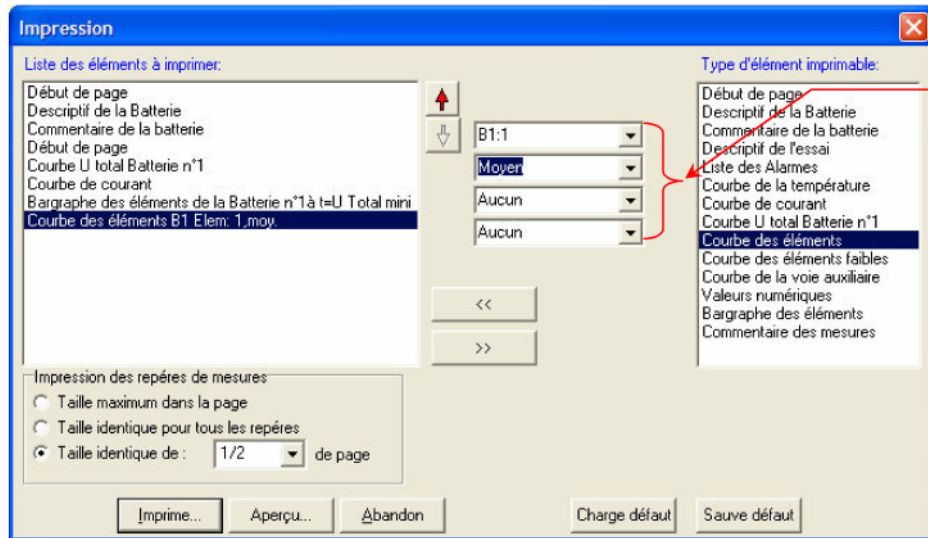 Impression
Liste des éléments à imprimer:
Début de page
Descriptif de la Batterie
Commentaire de la batterie
Début de page
Courbe U total Batterie n°1
Courbe de courant
Bargraphe des éléments de la Batterie n°1à t=U Total mini
Courbe des éléments B1 Elem: 1,moy.
B1:1
Moyen
Aucun
Aucun
<<
>>
Type d'élément imprimable:
Début de page
Descriptif de la Batterie
Commentaire de la batterie
Descriptif de l'essai
Liste des Alarmes
Courbe de la température
Courbe de courant
Courbe U total Batterie n°1
Courbe des éléments
Courbe des éléments faibles
Courbe de la voie auxiliaire
Valeurs numériques
Bargraphe des éléments
Commentaire des mesures
Impression des repéres de mesures
Taille maximum dans la page
Taille identique pour tous les repéres
Taille identique de : 1/2 de page
Imprime... Aperçu... Abandon Charge défaut Sauve défaut